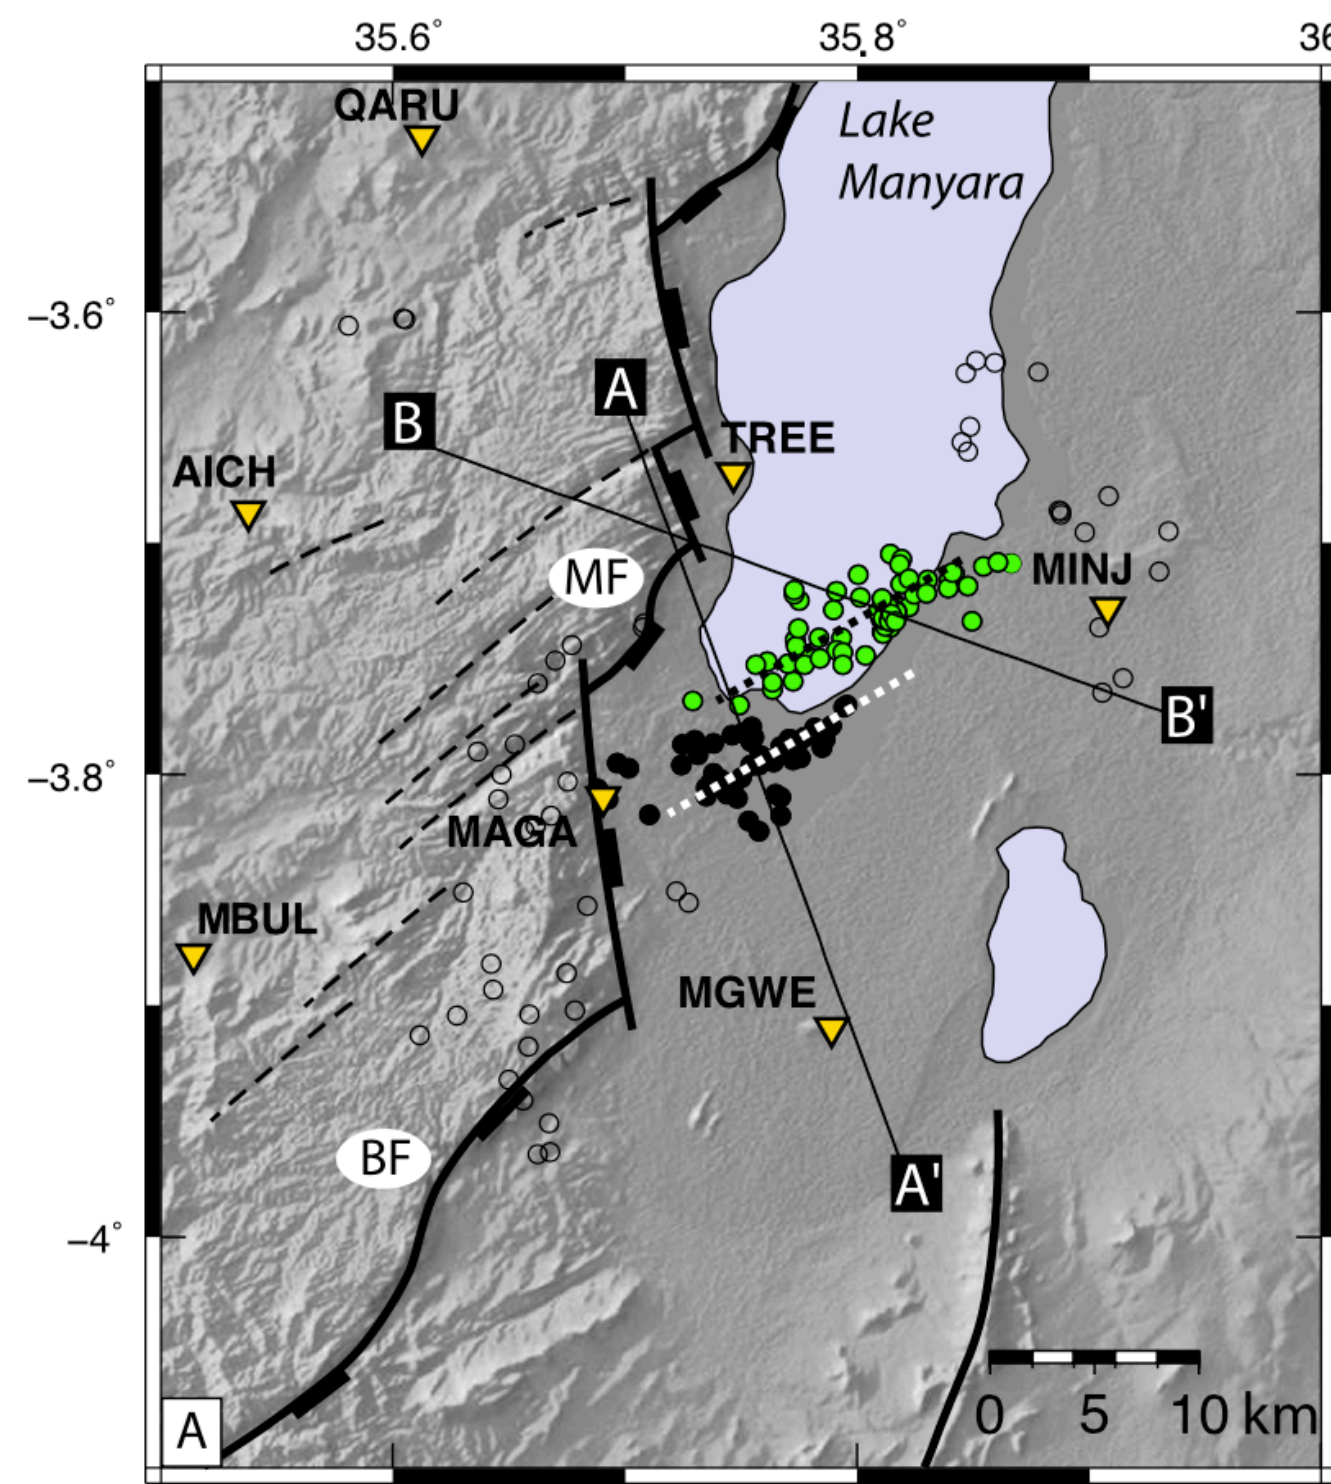 35.6°
35.8°
36
QARU
Lake
Manyara
−3.6°
A
B
TREE
AICH
MF
MINJ
B'
−3.8°
MAGA
MBUL
MGWE
BF
A'
−4°
0 5 10 km
A